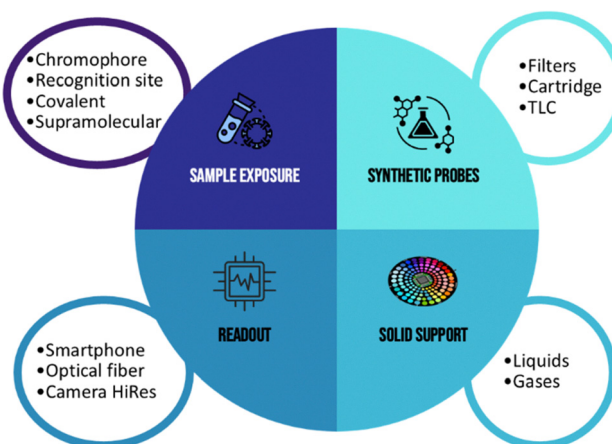 •Chromophore
•Recognition site
•Covalent
•Supramolecular
•Filters
•Cartridge
•TLC
SAMPLE EXPOSURE
SYNTHETIC PROBES
READOUT
SOLID SUPPORT
•Smartphone
•Optical fiber
•Camera HiRes
•Liquids
•Gases